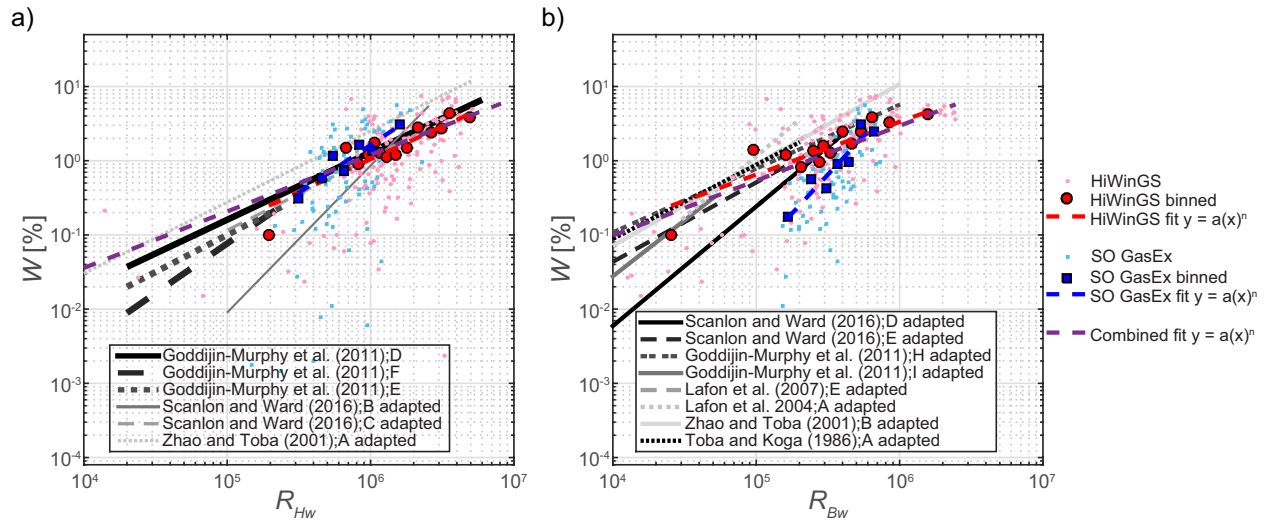 a)
10^1
10^0
10^-1
10^-2
10^-3
10^-4
W [%]
Goddijin-Murphy et al. (2011);D
Goddijin-Murphy et al. (2011);F
Goddijin-Murphy et al. (2011);E
Scanlon and Ward (2016);B adapted
Scanlon and Ward (2016);C adapted
Zhao and Toba (2001);A adapted
10^4
10^5
10^6
10^7
R_Hw
b)
10^1
10^0
10^-1
10^-2
10^-3
10^-4
W [%]
Scanlon and Ward (2016);D adapted
Scanlon and Ward (2016);E adapted
Goddijin-Murphy et al. (2011);H adapted
Goddijin-Murphy et al. (2011);I adapted
Lafon et al. (2007);E adapted
Lafon et al. 2004;A adapted
Zhao and Toba (2001);B adapted
Toba and Koga (1986);A adapted
10^4
10^5
10^6
10^7
R_Bw
HiWinGS
HiWinGS binned
HiWinGS fit y = a(x)^n
SO GasEx
SO GasEx binned
SO GasEx fit y = a(x)^n
Combined fit y = a(x)^n